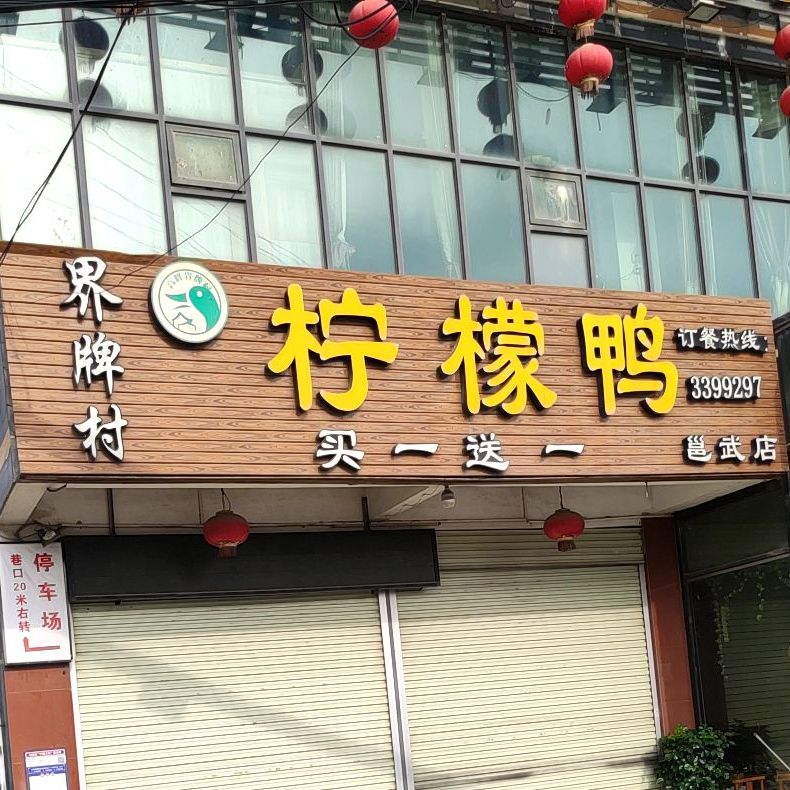 界牌村
柠檬鸭
买一送一
订餐热线
3399297
邕武店
停车场
巷口20米右转